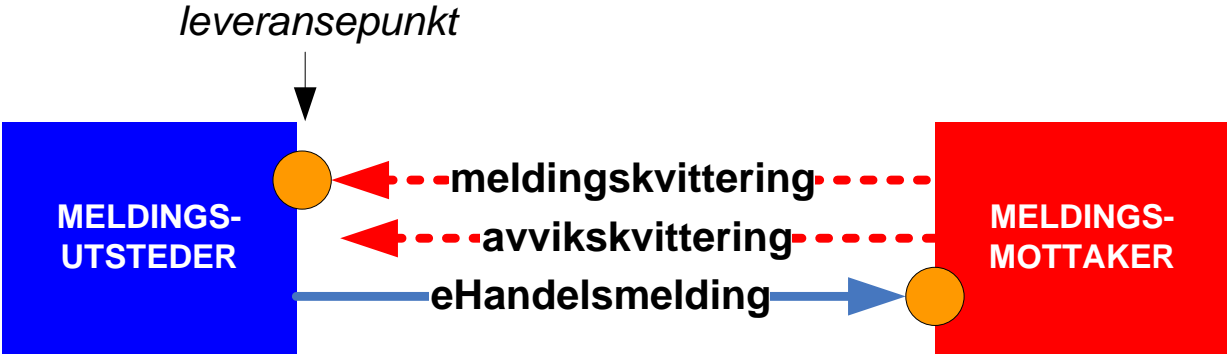 leveransepunkt
MELDINGS-
UTSTEDER
meldingskvittering
avvikskvittering
eHandelsmelding
MELDINGS-
MOTTAKER